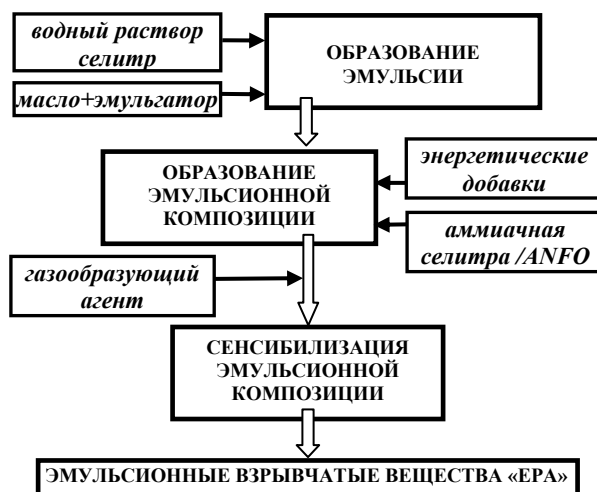 водный раствор
селитр
масло+эмульгатор
ОБРАЗОВАНИЕ
ЭМУЛЬСИИ
ОБРАЗОВАНИЕ
ЭМУЛЬСИОННОЙ
КОМПОЗИЦИИ
энергетические
добавки
аммиачная
селитра /ANFO
газообразующий
агент
СЕНСИБИЛИЗАЦИЯ
ЭМУЛЬСИОННОЙ
КОМПОЗИЦИИ
ЭМУЛЬСИОННЫЕ ВЗРЫВЧАТЫЕ ВЕЩЕСТВА «ЕРА»